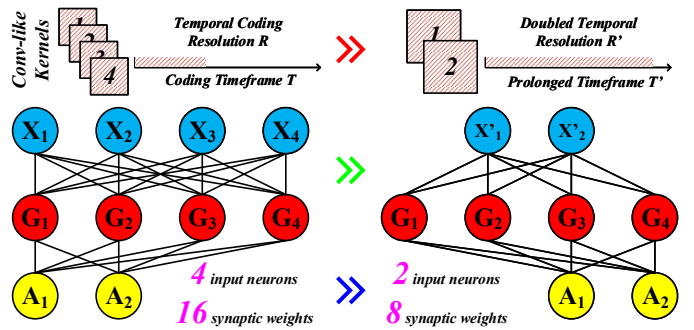 Conv-like
Kernels
1
2
3
4
Temporal Coding
Resolution R
Coding Timeframe T
1
2
Doubled Temporal
Resolution R'
Prolonged Timeframe T'
X1 X2 X3 X4
X'1 X'2
G1 G2 G3 G4
G1 G2 G3 G4
A1 A2
4 input neurons
16 synaptic weights
2 input neurons
8 synaptic weights
A1 A2